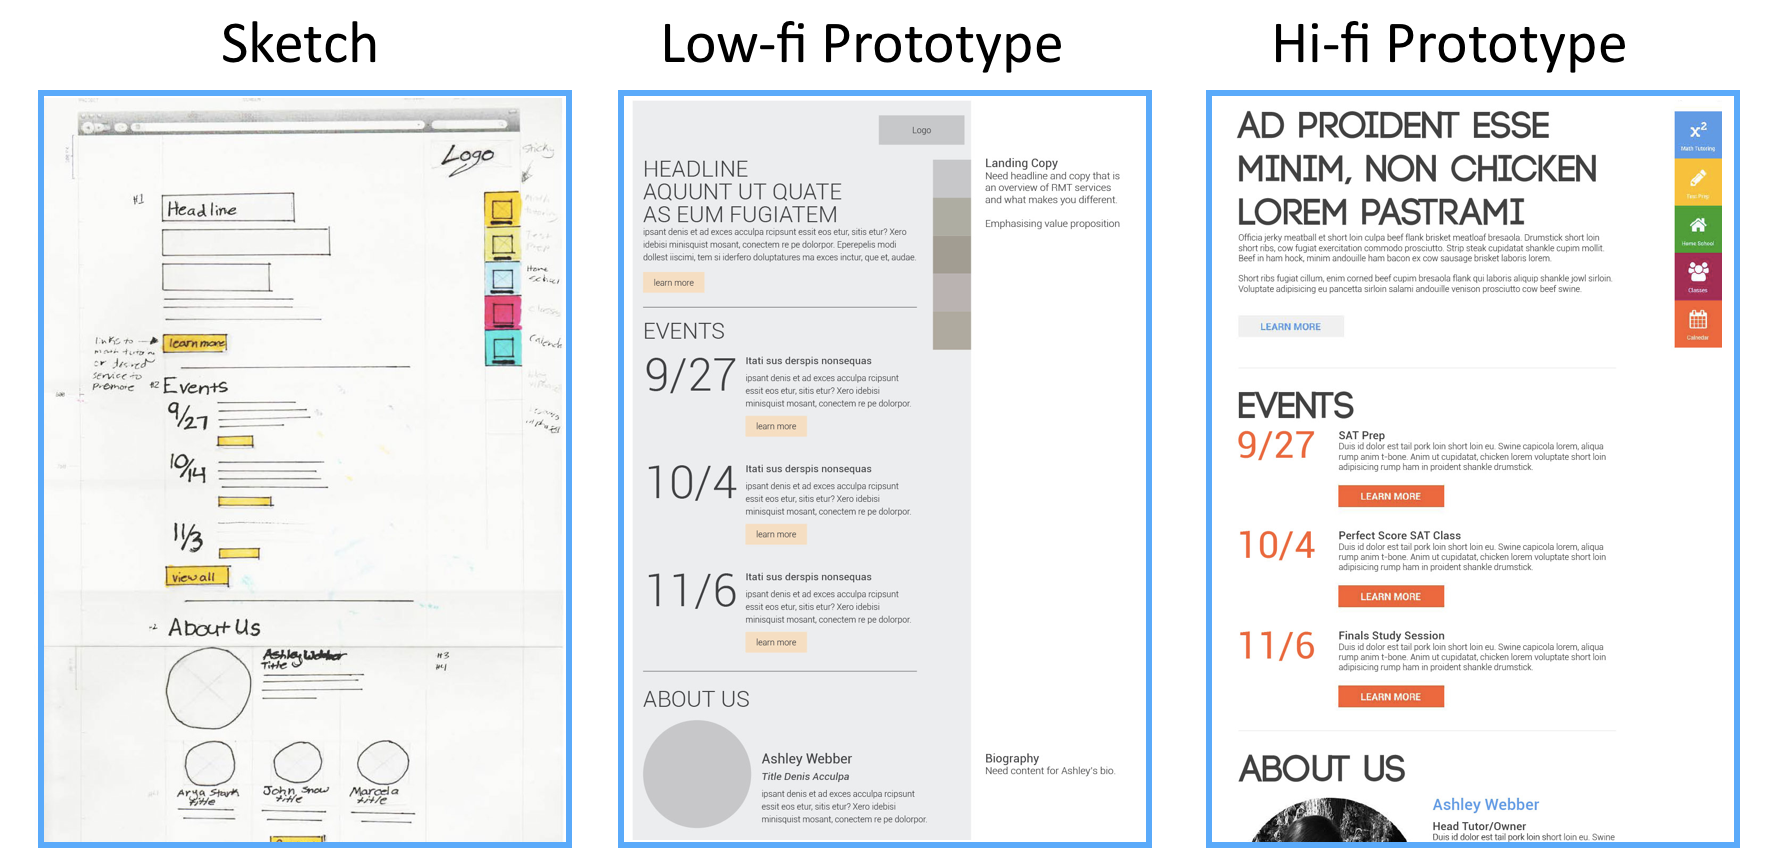 Sketch
Low-fi Prototype
Hi-fi Prototype
Logo
Sticky
#1
Headline
Math
tutoring
Test
Prep
Home
School
Classes
Calendar
learn more
links to
math tutoring
or desired
service to
Promote
#2
Events
9/27
10/14
11/3
view all
About Us
Ashley Webber
Title
#3
#4
Arya Stark
title
John Snow
title
Marcela
title
Logo
HEADLINE
AQUUNT UT QUATE
AS EUM FUGIATEM
ipsant denis et ad exces acculpa rcipsunt essit eos etur, sitis etur? Xero
idebisi minisquist mosant, conectem re pe dolorpor. Eperepelis modi
dollest iiscimi, tem si iderfero doluptatures ma exces inctur, que et, audae.
learn more
EVENTS
9/27
Itati sus derspis nonsequas
ipsant denis et ad exces acculpa rcipsunt
essit eos etur, sitis etur? Xero idebisi
minisquist mosant, conectem re pe dolorpor.
learn more
10/4
Itati sus derspis nonsequas
ipsant denis et ad exces acculpa rcipsunt
essit eos etur, sitis etur? Xero idebisi
minisquist mosant, conectem re pe dolorpor.
learn more
11/6
Itati sus derspis nonsequas
ipsant denis et ad exces acculpa rcipsunt
essit eos etur, sitis etur? Xero idebisi
minisquist mosant, conectem re pe dolorpor.
learn more
ABOUT US
Ashley Webber
Title Denis Acculpa
ipsant denis et ad exces acculpa rcipsunt
essit eos etur, sitis etur? Xero idebisi
minisquist mosant, conectem re pe dolorpor.
Landing Copy
Need headline and copy that is
an overview of RMT services
and what makes you different.
Emphasising value proposition
Biography
Need content for Ashley's bio.
AD PROIDENT ESSE
MINIM, NON CHICKEN
LOREM PASTRAMI
Officia jerky meatball et short loin culpa beef flank brisket meatloaf bresaola. Drumstick short loin
short ribs, cow fugiat exercitation commodo prosciutto. Strip steak cupidatat shankle cupim mollit.
Beef in ham hock, minim andouille ham bacon ex cow sausage brisket laboris lorem.
Short ribs fugiat cillum, enim corned beef cupim bresaola flank qui laboris aliquip shankle jowl sirloin.
Voluptate adipisicing eu pancetta sirloin salami andouille venison prosciutto cow beef swine.
LEARN MORE
x²
Math Tutoring
Test Prep
Home School
Classes
Calnedar
EVENTS
9/27
SAT Prep
Duis id dolor est tail pork loin short loin eu. Swine capicola lorem, aliqua
rump anim t-bone. Anim ut cupidatat, chicken lorem voluptate short loin
adipisicing rump ham in proident shankle drumstick.
LEARN MORE
10/4
Perfect Score SAT Class
Duis id dolor est tail pork loin short loin eu. Swine capicola lorem, aliqua
rump anim t-bone. Anim ut cupidatat, chicken lorem voluptate short loin
adipisicing rump ham in proident shankle drumstick.
LEARN MORE
11/6
Finals Study Session
Duis id dolor est tail pork loin short loin eu. Swine capicola lorem, aliqua
rump anim t-bone. Anim ut cupidatat, chicken lorem voluptate short loin
adipisicing rump ham in proident shankle drumstick.
LEARN MORE
ABOUT US
Ashley Webber
Head Tutor/Owner
Duis id dolor est tail pork loin short loin eu. Swine